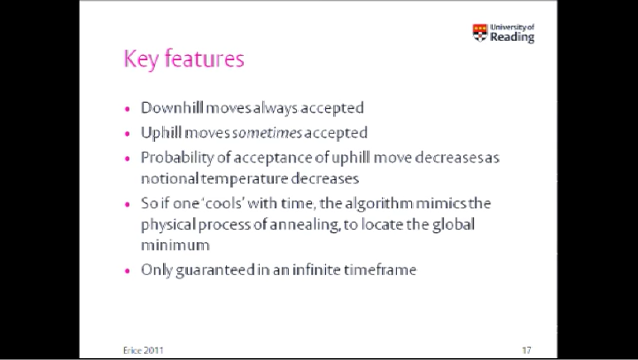 University of
Reading
Key features
• Downhill moves always accepted
• Uphill moves sometimes accepted
• Probability of acceptance of uphill move decreases as
notional temperature decreases
• So if one ‘cools’ with time, the algorithm mimics the
physical process of annealing, to locate the global
minimum
• Only guaranteed in an infinite timeframe
Erice 2011
17